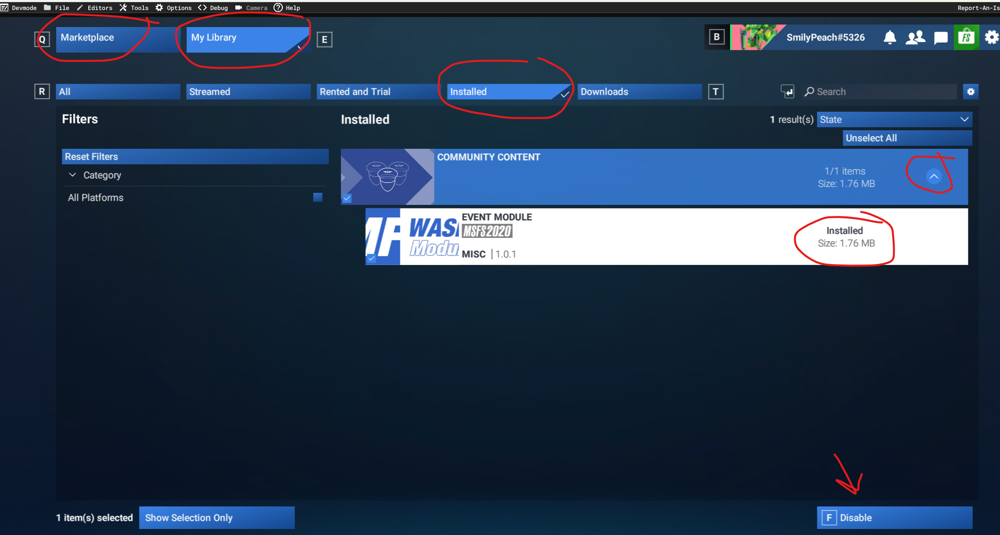 Devmode File Editors Tools Options Debug Camera Help Report-An-Is
Q Marketplace My Library E B SmilyPeach#5326 FS
R All Streamed Rented and Trial Installed Downloads T Search
Filters
Installed
1 result(s) State
Unselect All
Reset Filters
Category
All Platforms
COMMUNITY CONTENT
1/1 items
Size: 1.76 MB
WAS
Modu
EVENT MODULE
MSFS2020
MISC | 1.0.1
Installed
Size: 1.76 MB
1 item(s) selected Show Selection Only F Disable